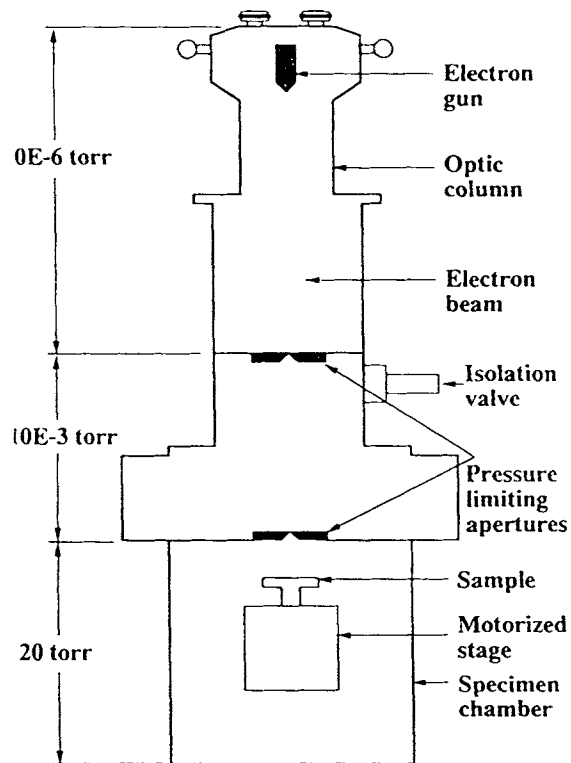 Electron
gun
0E-6 torr
Optic
column
Electron
beam
Isolation
valve
10E-3 torr
Pressure
limiting
apertures
Sample
Motorized
stage
20 torr
Specimen
chamber